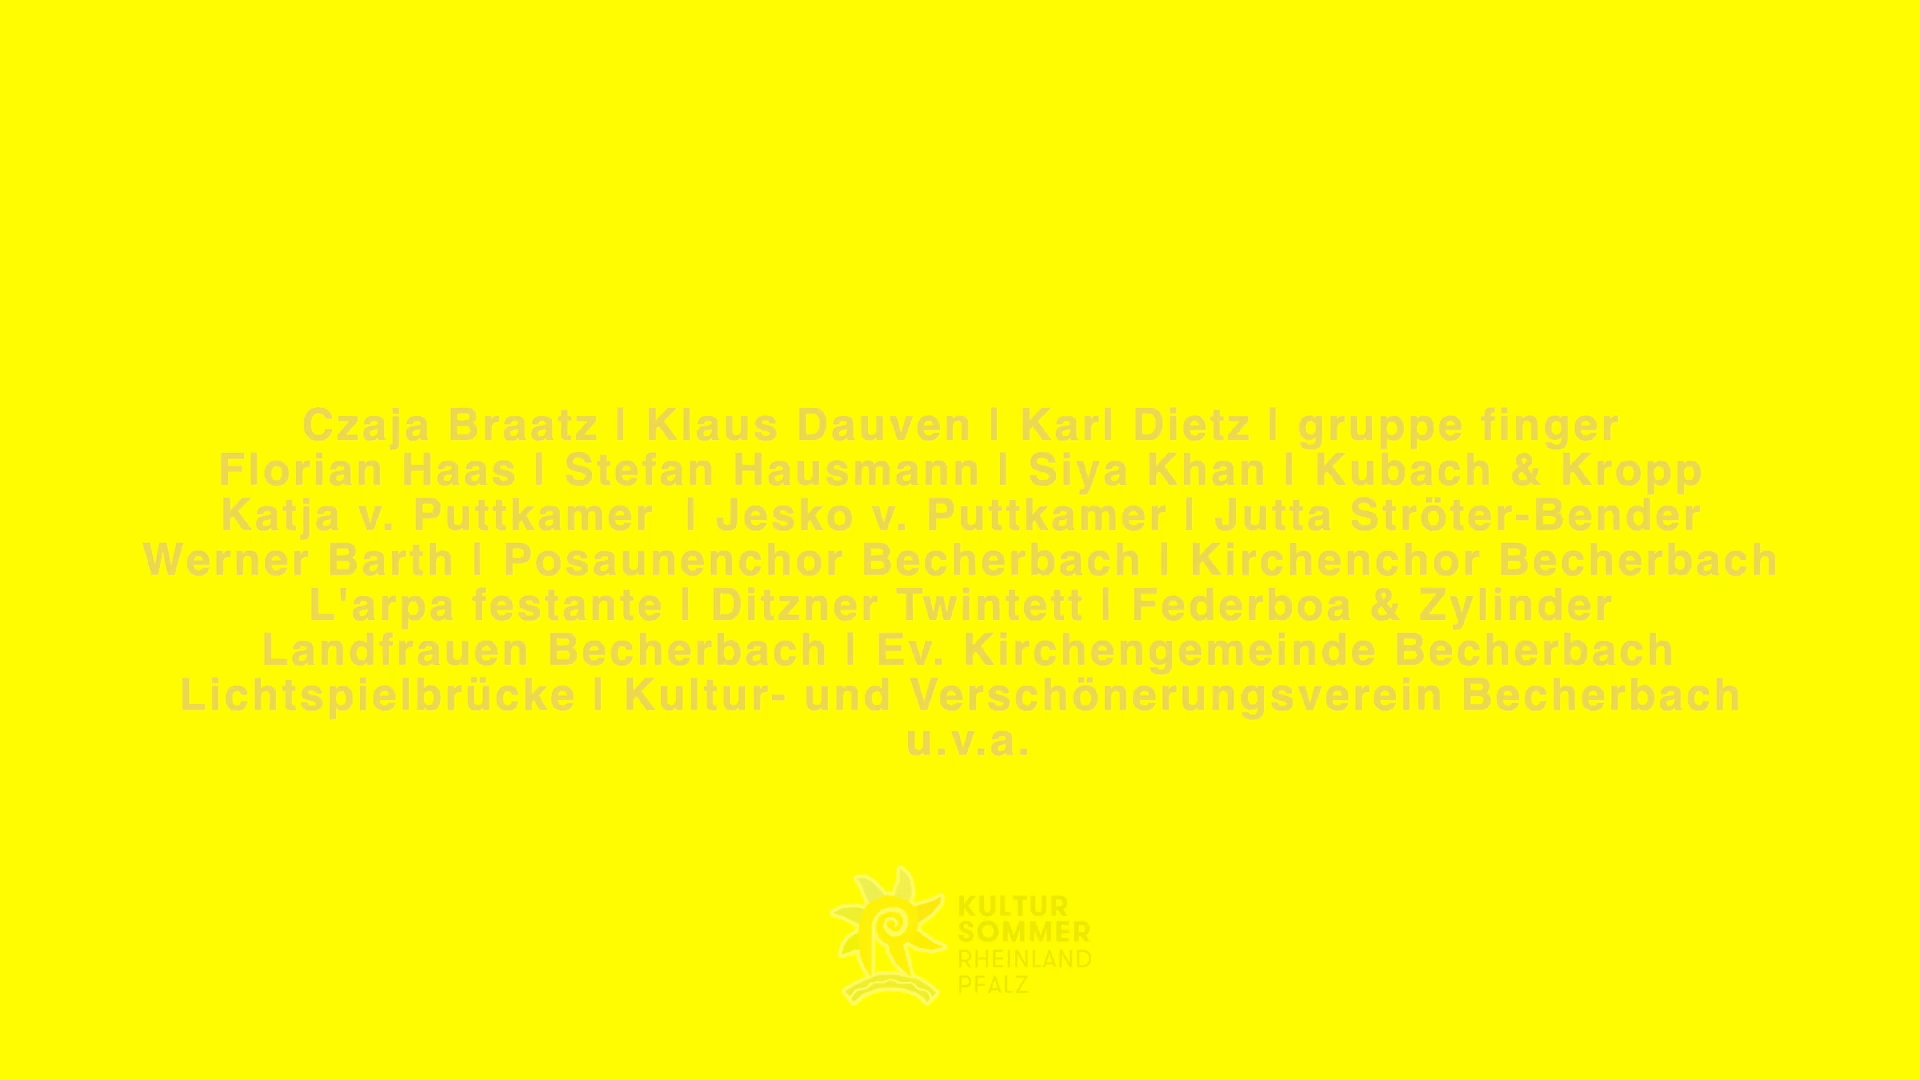 Czaja Braatz | Klaus Dauven | Karl Dietz | gruppe finger
Florian Haas | Stefan Hausmann | Siya Khan | Kubach & Kropp
Katja v. Puttkamer | Jesko v. Puttkamer | Jutta Ströter-Bender
Werner Barth | Posaunenchor Becherbach | Kirchenchor Becherbach
L'arpa festante | Ditzner Twintett | Federboa & Zylinder
Landfrauen Becherbach | Ev. Kirchengemeinde Becherbach
Lichtspielbrücke | Kultur- und Verschönerungsverein Becherbach
u.v.a.
KULTUR
SOMMER
RHEINLAND
PFALZ